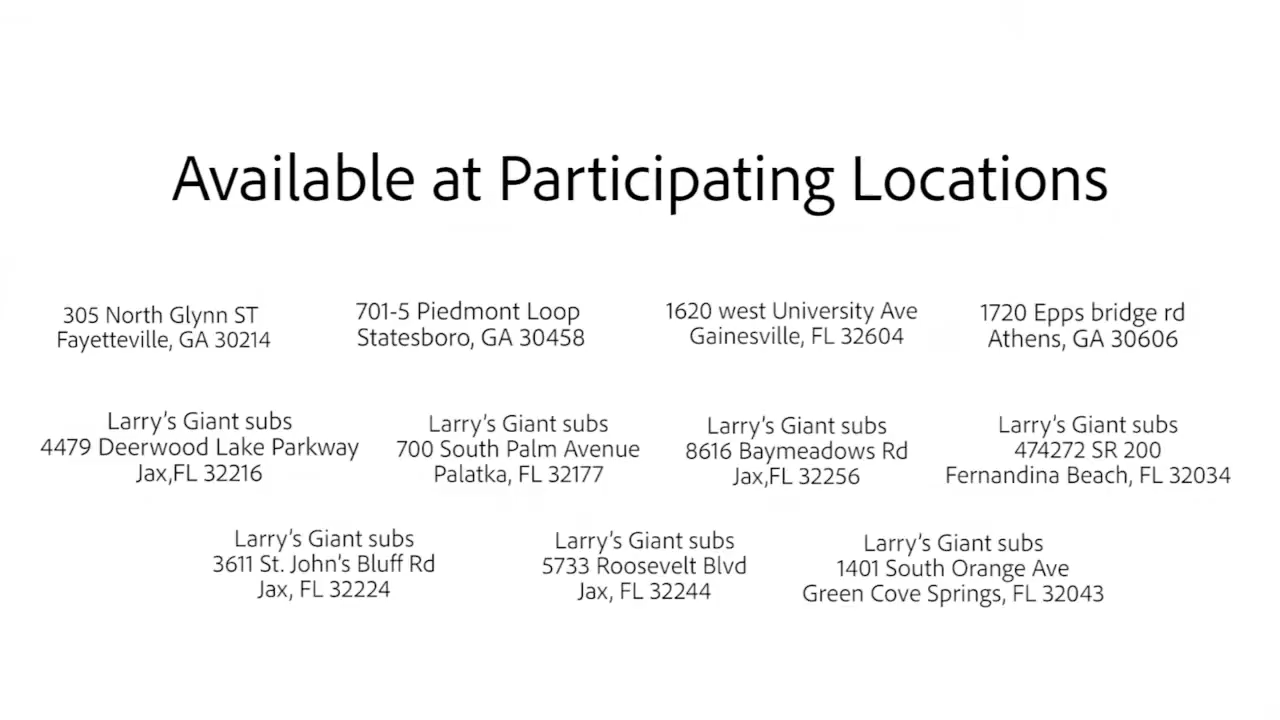 Available at Participating Locations
305 North Glynn ST
Fayetteville, GA 30214
701-5 Piedmont Loop
Statesboro, GA 30458
1620 west University Ave
Gainesville, FL 32604
1720 Epps bridge rd
Athens, GA 30606
Larry's Giant subs
4479 Deerwood Lake Parkway
Jax,FL 32216
Larry's Giant subs
700 South Palm Avenue
Palatka, FL 32177
Larry's Giant subs
8616 Baymeadows Rd
Jax,FL 32256
Larry's Giant subs
474272 SR 200
Fernandina Beach, FL 32034
Larry's Giant subs
3611 St. John's Bluff Rd
Jax, FL 32224
Larry's Giant subs
5733 Roosevelt Blvd
Jax, FL 32244
Larry's Giant subs
1401 South Orange Ave
Green Cove Springs, FL 32043